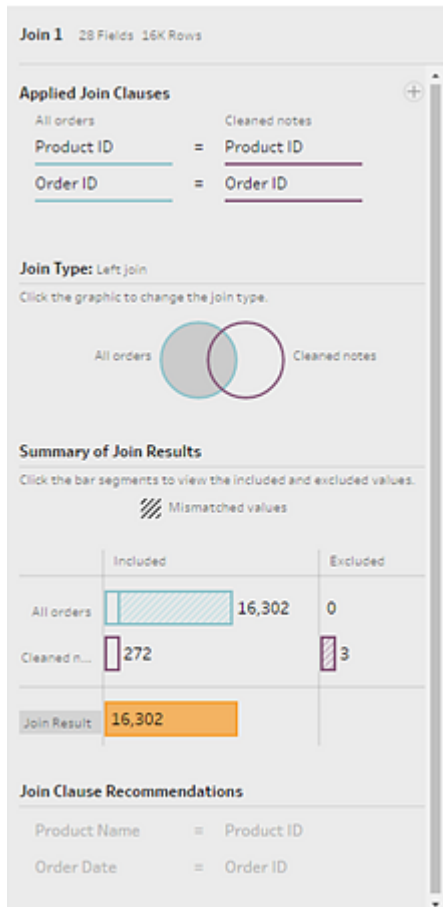 Join 1 28 Fields 16K Rows
Applied Join Clauses
All orders Cleaned notes
Product ID = Product ID
Order ID = Order ID
Join Type: Left join
Click the graphic to change the join type.
All orders Cleaned notes
Summary of Join Results
Click the bar segments to view the included and excluded values.
Mismatched values
Included Excluded
All orders 16,302 0
Cleaned n... 272 3
Join Result 16,302
Join Clause Recommendations
Product Name = Product ID
Order Date = Order ID